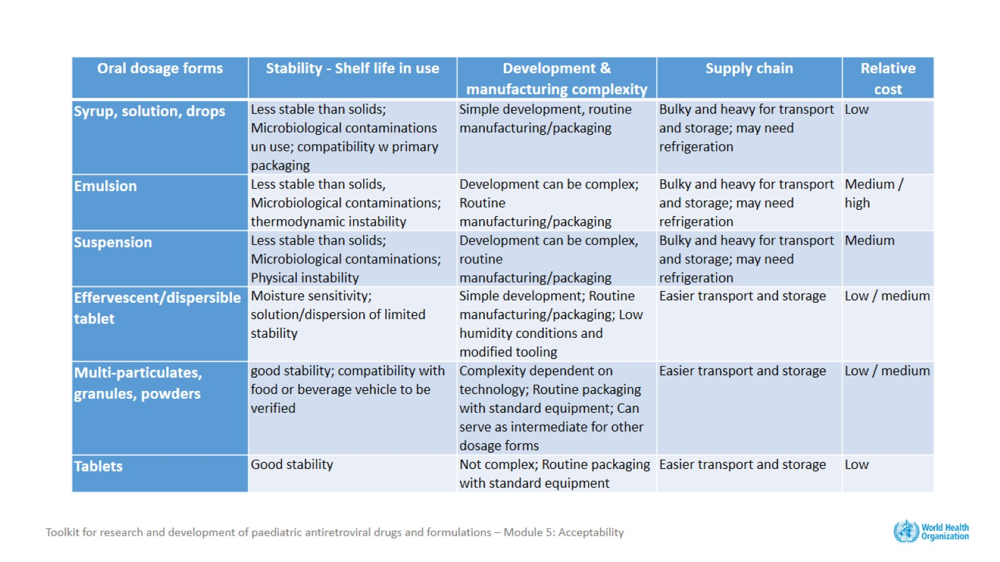 Oral dosage forms
Stability - Shelf life in use
Development &
manufacturing complexity
Supply chain
Relative
cost
Syrup, solution, drops
Less stable than solids;
Microbiological contaminations
un use; compatibility w primary
packaging
Simple development, routine
manufacturing/packaging
Bulky and heavy for transport
and storage; may need
refrigeration
Low
Emulsion
Less stable than solids,
Microbiological contaminations;
thermodynamic instability
Development can be complex;
Routine
manufacturing/packaging
Bulky and heavy for transport
and storage; may need
refrigeration
Medium /
high
Suspension
Less stable than solids;
Microbiological contaminations;
Physical instability
Development can be complex,
routine
manufacturing/packaging
Bulky and heavy for transport
and storage; may need
refrigeration
Medium
Effervescent/dispersible
tablet
Moisture sensitivity;
solution/dispersion of limited
stability
Simple development; Routine
manufacturing/packaging; Low
humidity conditions and
modified tooling
Easier transport and storage
Low / medium
Multi-particulates,
granules, powders
good stability; compatibility with
food or beverage vehicle to be
verified
Complexity dependent on
technology; Routine packaging
with standard equipment; Can
serve as intermediate for other
dosage forms
Easier transport and storage
Low / medium
Tablets
Good stability
Not complex; Routine packaging
with standard equipment
Easier transport and storage
Low
Toolkit for research and development of paediatric antiretroviral drugs and formulations – Module 5: Acceptability
World Health
Organization